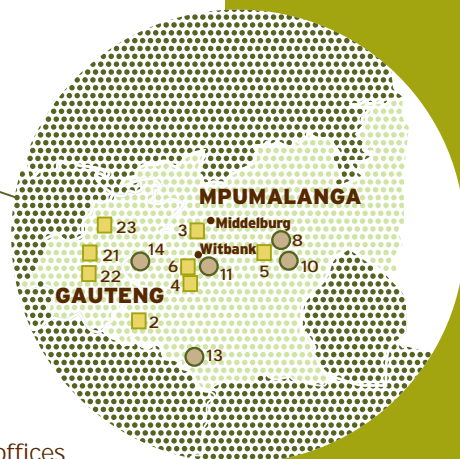 MPUMALANGA
Middelburg
23
3
8
14
Witbank
21
6
11
5
10
22
4
GAUTENG
2
13
offices